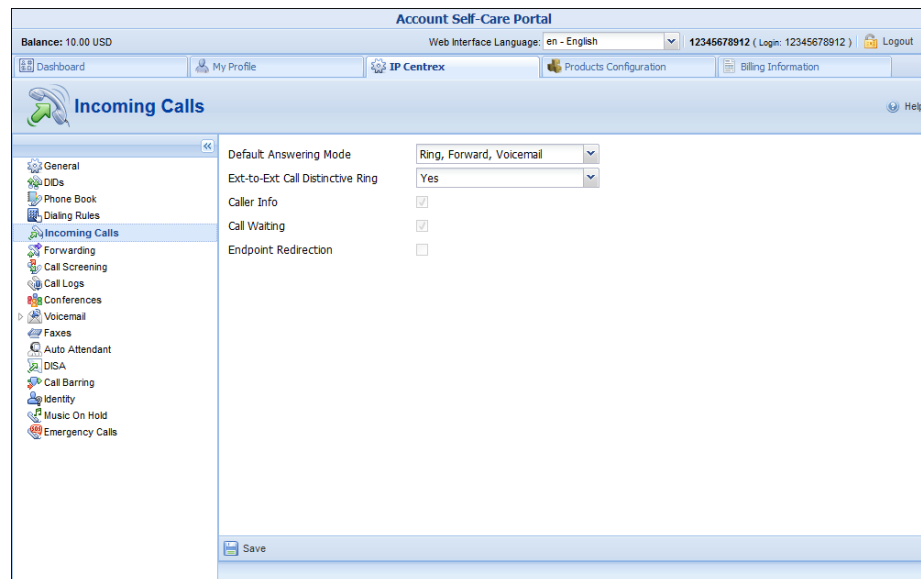 Account Self-Care Portal
Balance: 10.00 USD
Web Interface Language: en - English
12345678912 ( Login: 12345678912 )
Logout
Dashboard
My Profile
IP Centrex
Products Configuration
Billing Information
Incoming Calls
Help
General
DIDs
Phone Book
Dialing Rules
Incoming Calls
Forwarding
Call Screening
Call Logs
Conferences
Voicemail
Faxes
Auto Attendant
DISA
Call Barring
Identity
Music On Hold
Emergency Calls
Default Answering Mode Ring, Forward, Voicemail
Ext-to-Ext Call Distinctive Ring Yes
Caller Info
Call Waiting
Endpoint Redirection
Save